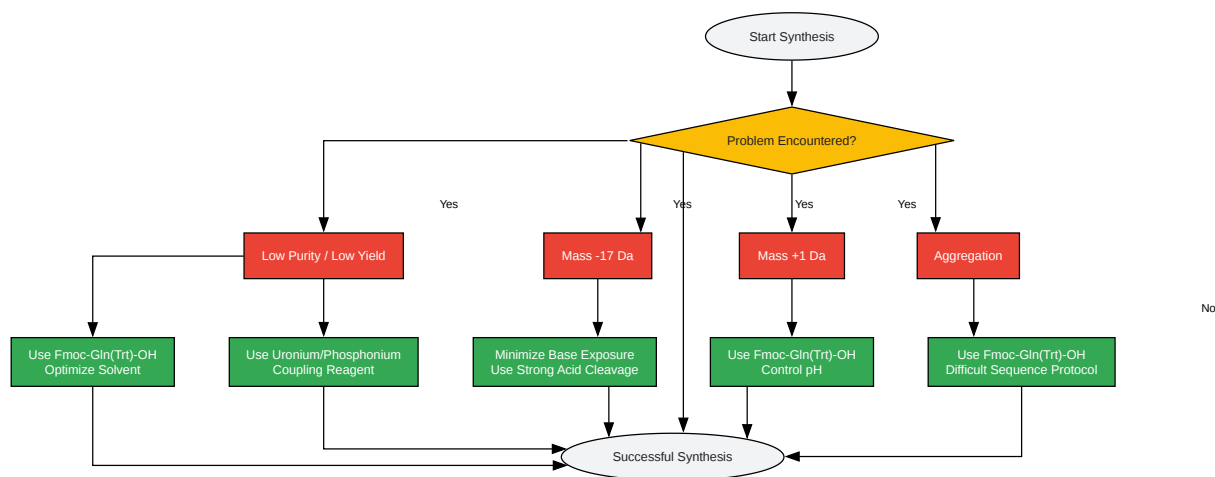 Start Synthesis
Problem Encountered?
Yes
Yes
Yes
Yes
Low Purity / Low Yield
Mass -17 Da
Mass +1 Da
Aggregation
No
Use Fmoc-Gln(Trt)-OH
Optimize Solvent
Use Uronium/Phosphonium
Coupling Reagent
Minimize Base Exposure
Use Strong Acid Cleavage
Use Fmoc-Gln(Trt)-OH
Control pH
Use Fmoc-Gln(Trt)-OH
Difficult Sequence Protocol
Successful Synthesis